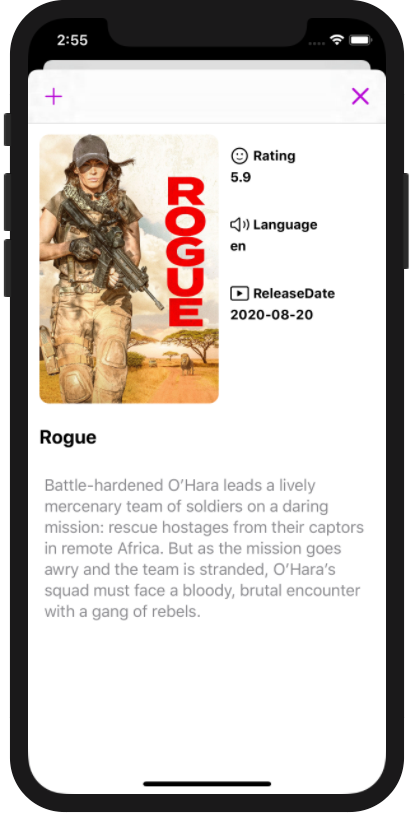 2:55
ROGUE
Rating
5.9
Language
en
ReleaseDate
2020-08-20
Rogue
Battle-hardened O’Hara leads a lively
mercenary team of soldiers on a daring
mission: rescue hostages from their captors
in remote Africa. But as the mission goes
awry and the team is stranded, O’Hara’s
squad must face a bloody, brutal encounter
with a gang of rebels.